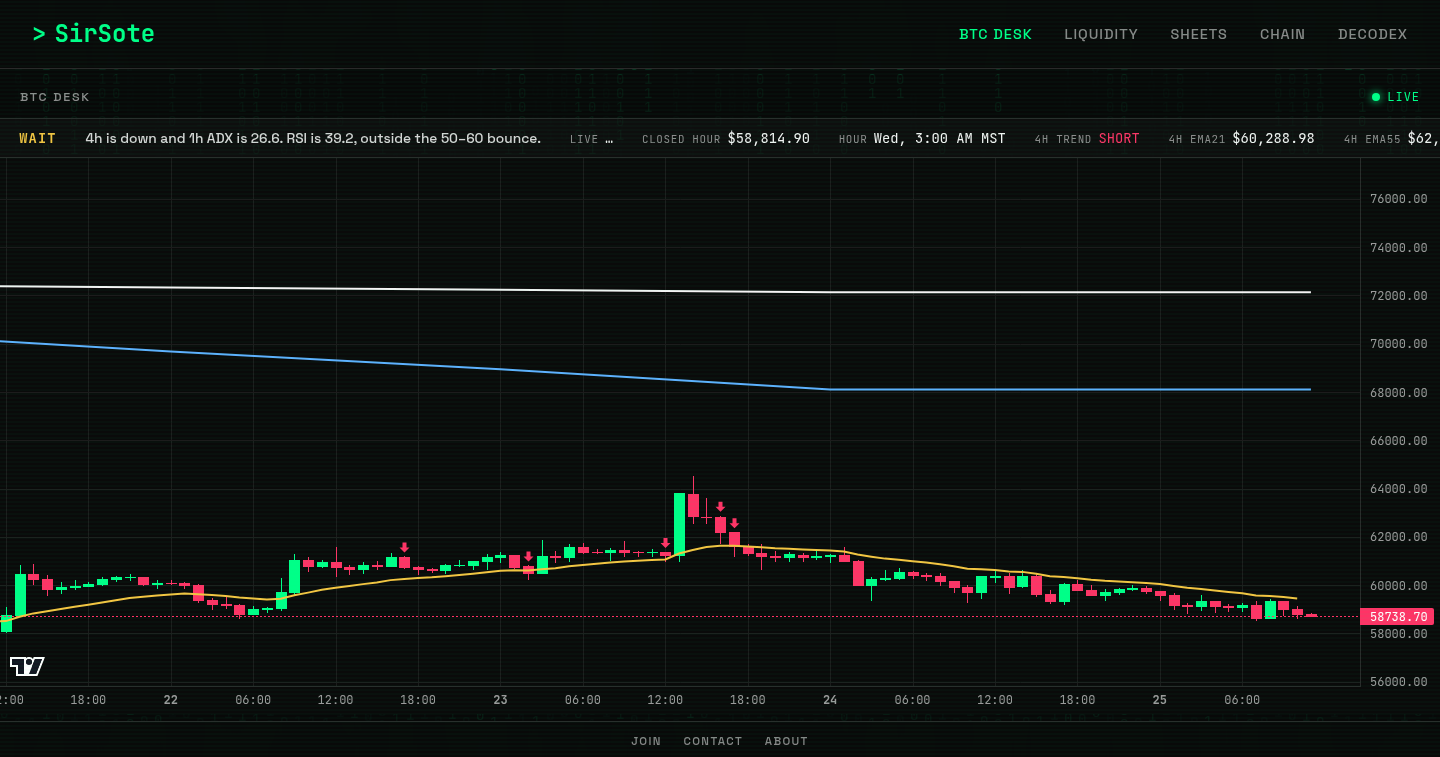 > SirSote
BTC DESK LIQUIDITY SHEETS CHAIN DECODEX
BTC DESK LIVE
WAIT 4h is down and 1h ADX is 26.6. RSI is 39.2, outside the 50–60 bounce. LIVE … CLOSED HOUR $58,814.90 HOUR Wed, 3:00 AM MST 4H TREND SHORT 4H EMA21 $60,288.98 4H EMA55 $62,
76000.00
74000.00
72000.00
70000.00
68000.00
66000.00
64000.00
62000.00
60000.00
58738.70
58000.00
56000.00
2:00 18:00 22 06:00 12:00 18:00 23 06:00 12:00 18:00 24 06:00 12:00 18:00 25 06:00
JOIN CONTACT ABOUT